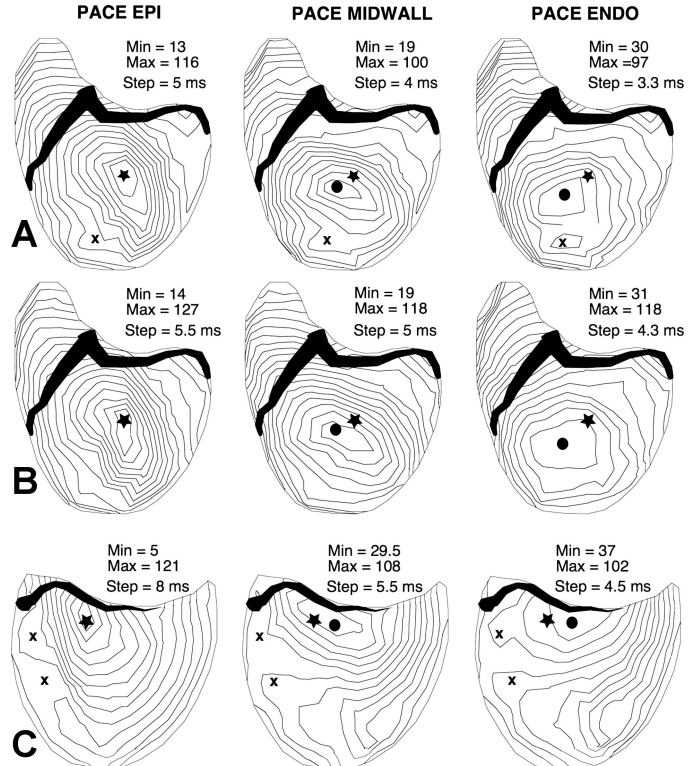 PACE EPI
PACE MIDWALL
PACE ENDO
Min = 13
Max = 116
Step = 5 ms
Min = 19
Max = 100
Step = 4 ms
Min = 30
Max =97
Step = 3.3 ms
x
x
x
A
Min = 14
Max = 127
Step = 5.5 ms
Min = 19
Max = 118
Step = 5 ms
Min = 31
Max = 118
Step = 4.3 ms
B
Min = 5
Max = 121
Step = 8 ms
Min = 29.5
Max = 108
Step = 5.5 ms
Min = 37
Max = 102
Step = 4.5 ms
x
x
x
x
x
x
C